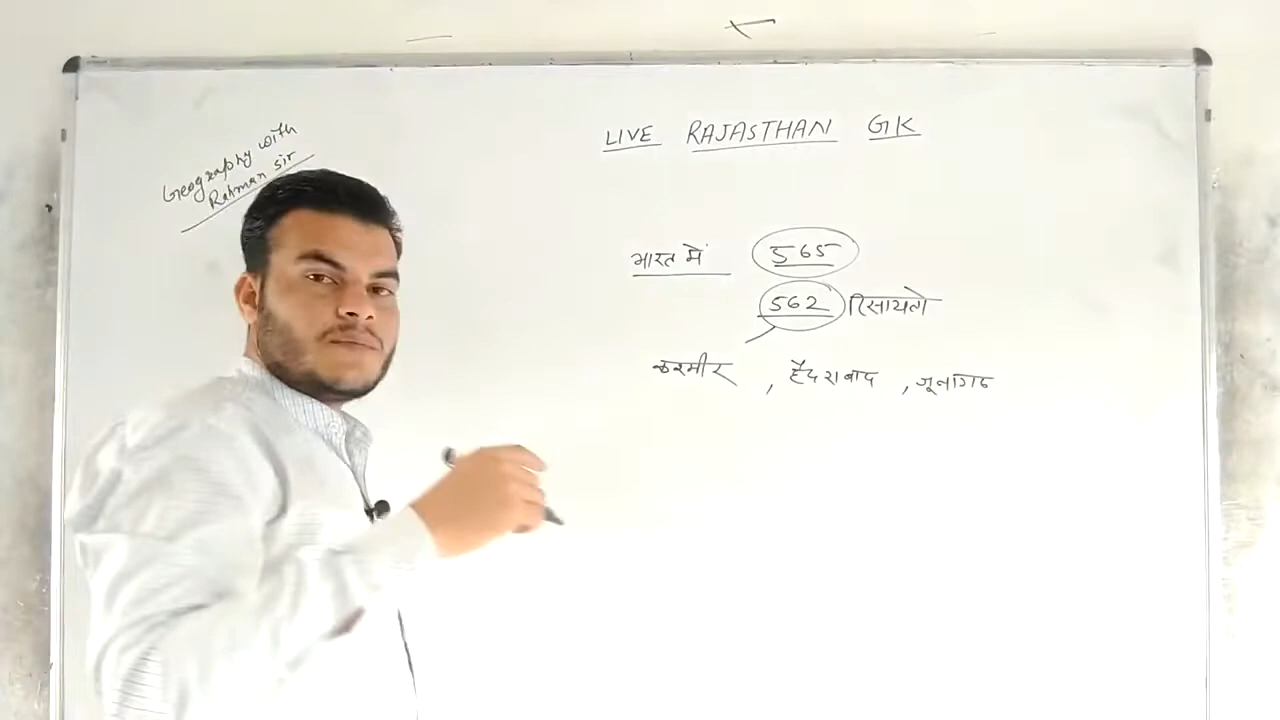 Geography with
Rahman Sir
LIVE RAJASTHAN GK
भारत में 565
562 रिसायतो
कश्मीर , हैदराबाद , जूनागढ